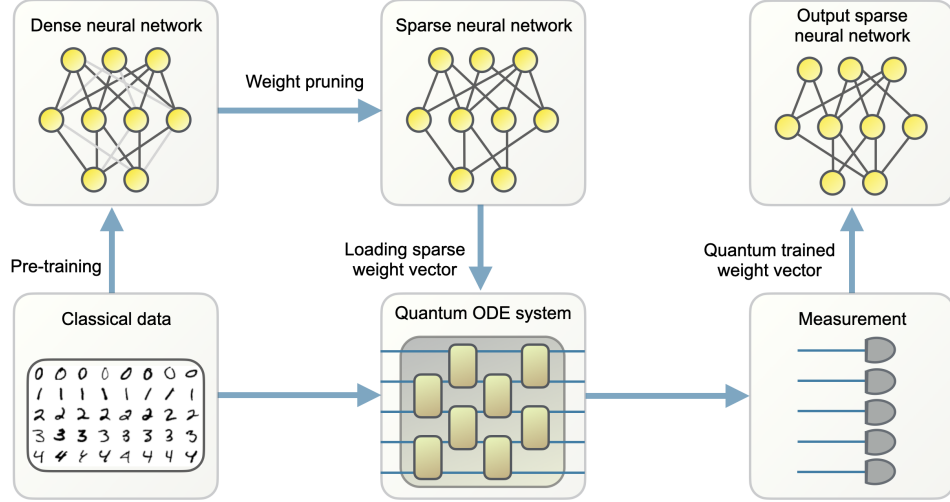 Dense neural network
Sparse neural network
Output sparse
neural network
Weight pruning
Pre-training
Loading sparse
weight vector
Quantum trained
weight vector
Classical data
Quantum ODE system
Measurement
0 0 0 0 0 0 0 0
1 1 1 1 1 1 1 1
2 2 2 2 2 2 2 2
3 3 3 3 3 3 3 3
4 4 4 4 4 4 4 4